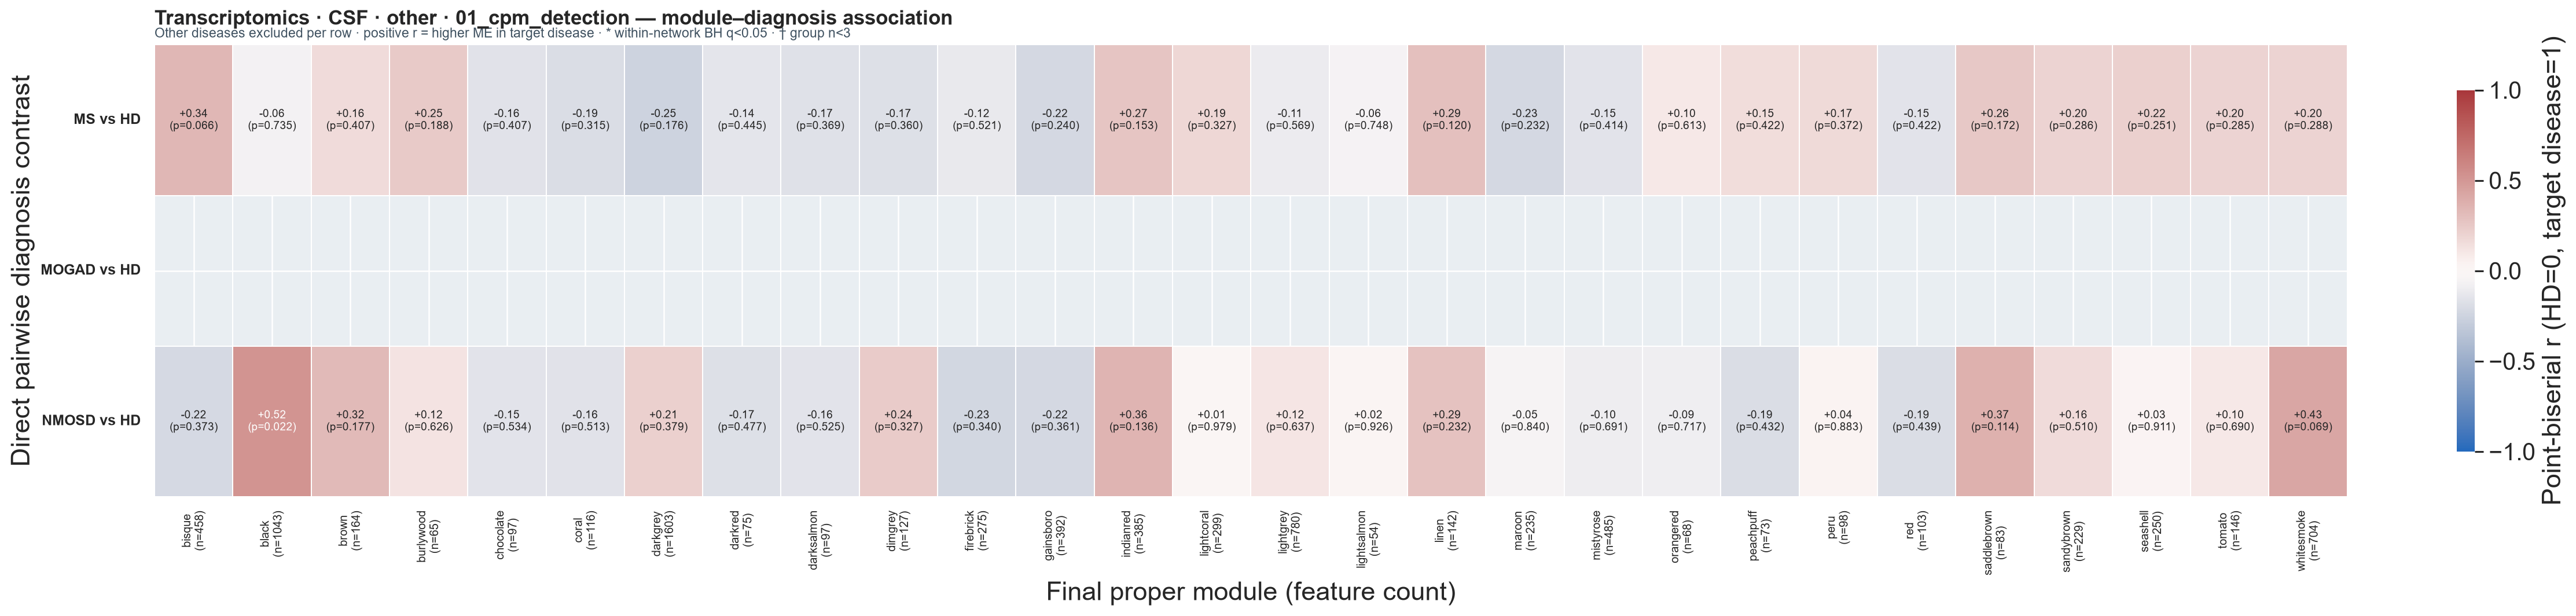 Transcriptomics · CSF · other · 01_cpm_detection — module–diagnosis association
Other diseases excluded per row · positive r = higher ME in target disease · * within-network BH q<0.05 · † group n<3
Direct pairwise diagnosis contrast
MS vs HD
+0.34
(p=0.066)
-0.06
(p=0.735)
+0.16
(p=0.407)
+0.25
(p=0.188)
-0.16
(p=0.407)
-0.19
(p=0.315)
-0.25
(p=0.176)
-0.14
(p=0.445)
-0.17
(p=0.369)
-0.17
(p=0.360)
-0.12
(p=0.521)
-0.22
(p=0.240)
+0.27
(p=0.153)
+0.19
(p=0.327)
-0.11
(p=0.569)
-0.06
(p=0.748)
+0.29
(p=0.120)
-0.23
(p=0.232)
-0.15
(p=0.414)
+0.10
(p=0.613)
+0.15
(p=0.422)
+0.17
(p=0.372)
-0.15
(p=0.422)
+0.26
(p=0.172)
+0.20
(p=0.286)
+0.22
(p=0.251)
+0.20
(p=0.285)
+0.20
(p=0.288)
MOGAD vs HD
NMOSD vs HD
-0.22
(p=0.373)
+0.52
(p=0.022)
+0.32
(p=0.177)
+0.12
(p=0.626)
-0.15
(p=0.534)
-0.16
(p=0.513)
+0.21
(p=0.379)
-0.17
(p=0.477)
-0.16
(p=0.525)
+0.24
(p=0.327)
-0.23
(p=0.340)
-0.22
(p=0.361)
+0.36
(p=0.136)
+0.01
(p=0.979)
+0.12
(p=0.637)
+0.02
(p=0.926)
+0.29
(p=0.232)
-0.05
(p=0.840)
-0.10
(p=0.691)
-0.09
(p=0.717)
-0.19
(p=0.432)
+0.04
(p=0.883)
-0.19
(p=0.439)
+0.37
(p=0.114)
+0.16
(p=0.510)
+0.03
(p=0.911)
+0.10
(p=0.690)
+0.43
(p=0.069)
bisque
(n=458)
black
(n=1043)
brown
(n=164)
burlywood
(n=65)
chocolate
(n=97)
coral
(n=116)
darkgrey
(n=1603)
darkred
(n=75)
darksalmon
(n=97)
dimgrey
(n=127)
firebrick
(n=275)
gainsboro
(n=392)
indianred
(n=385)
lightcoral
(n=299)
lightgrey
(n=780)
lightsalmon
(n=54)
linen
(n=142)
maroon
(n=235)
mistyrose
(n=485)
orangered
(n=68)
peachpuff
(n=73)
peru
(n=98)
red
(n=103)
saddlebrown
(n=833)
sandybrown
(n=229)
seashell
(n=250)
tomato
(n=146)
whitesmoke
(n=704)
Final proper module (feature count)
1.0
0.5
0.0
−0.5
−1.0
Point-biserial r (HD=0, target disease=1)